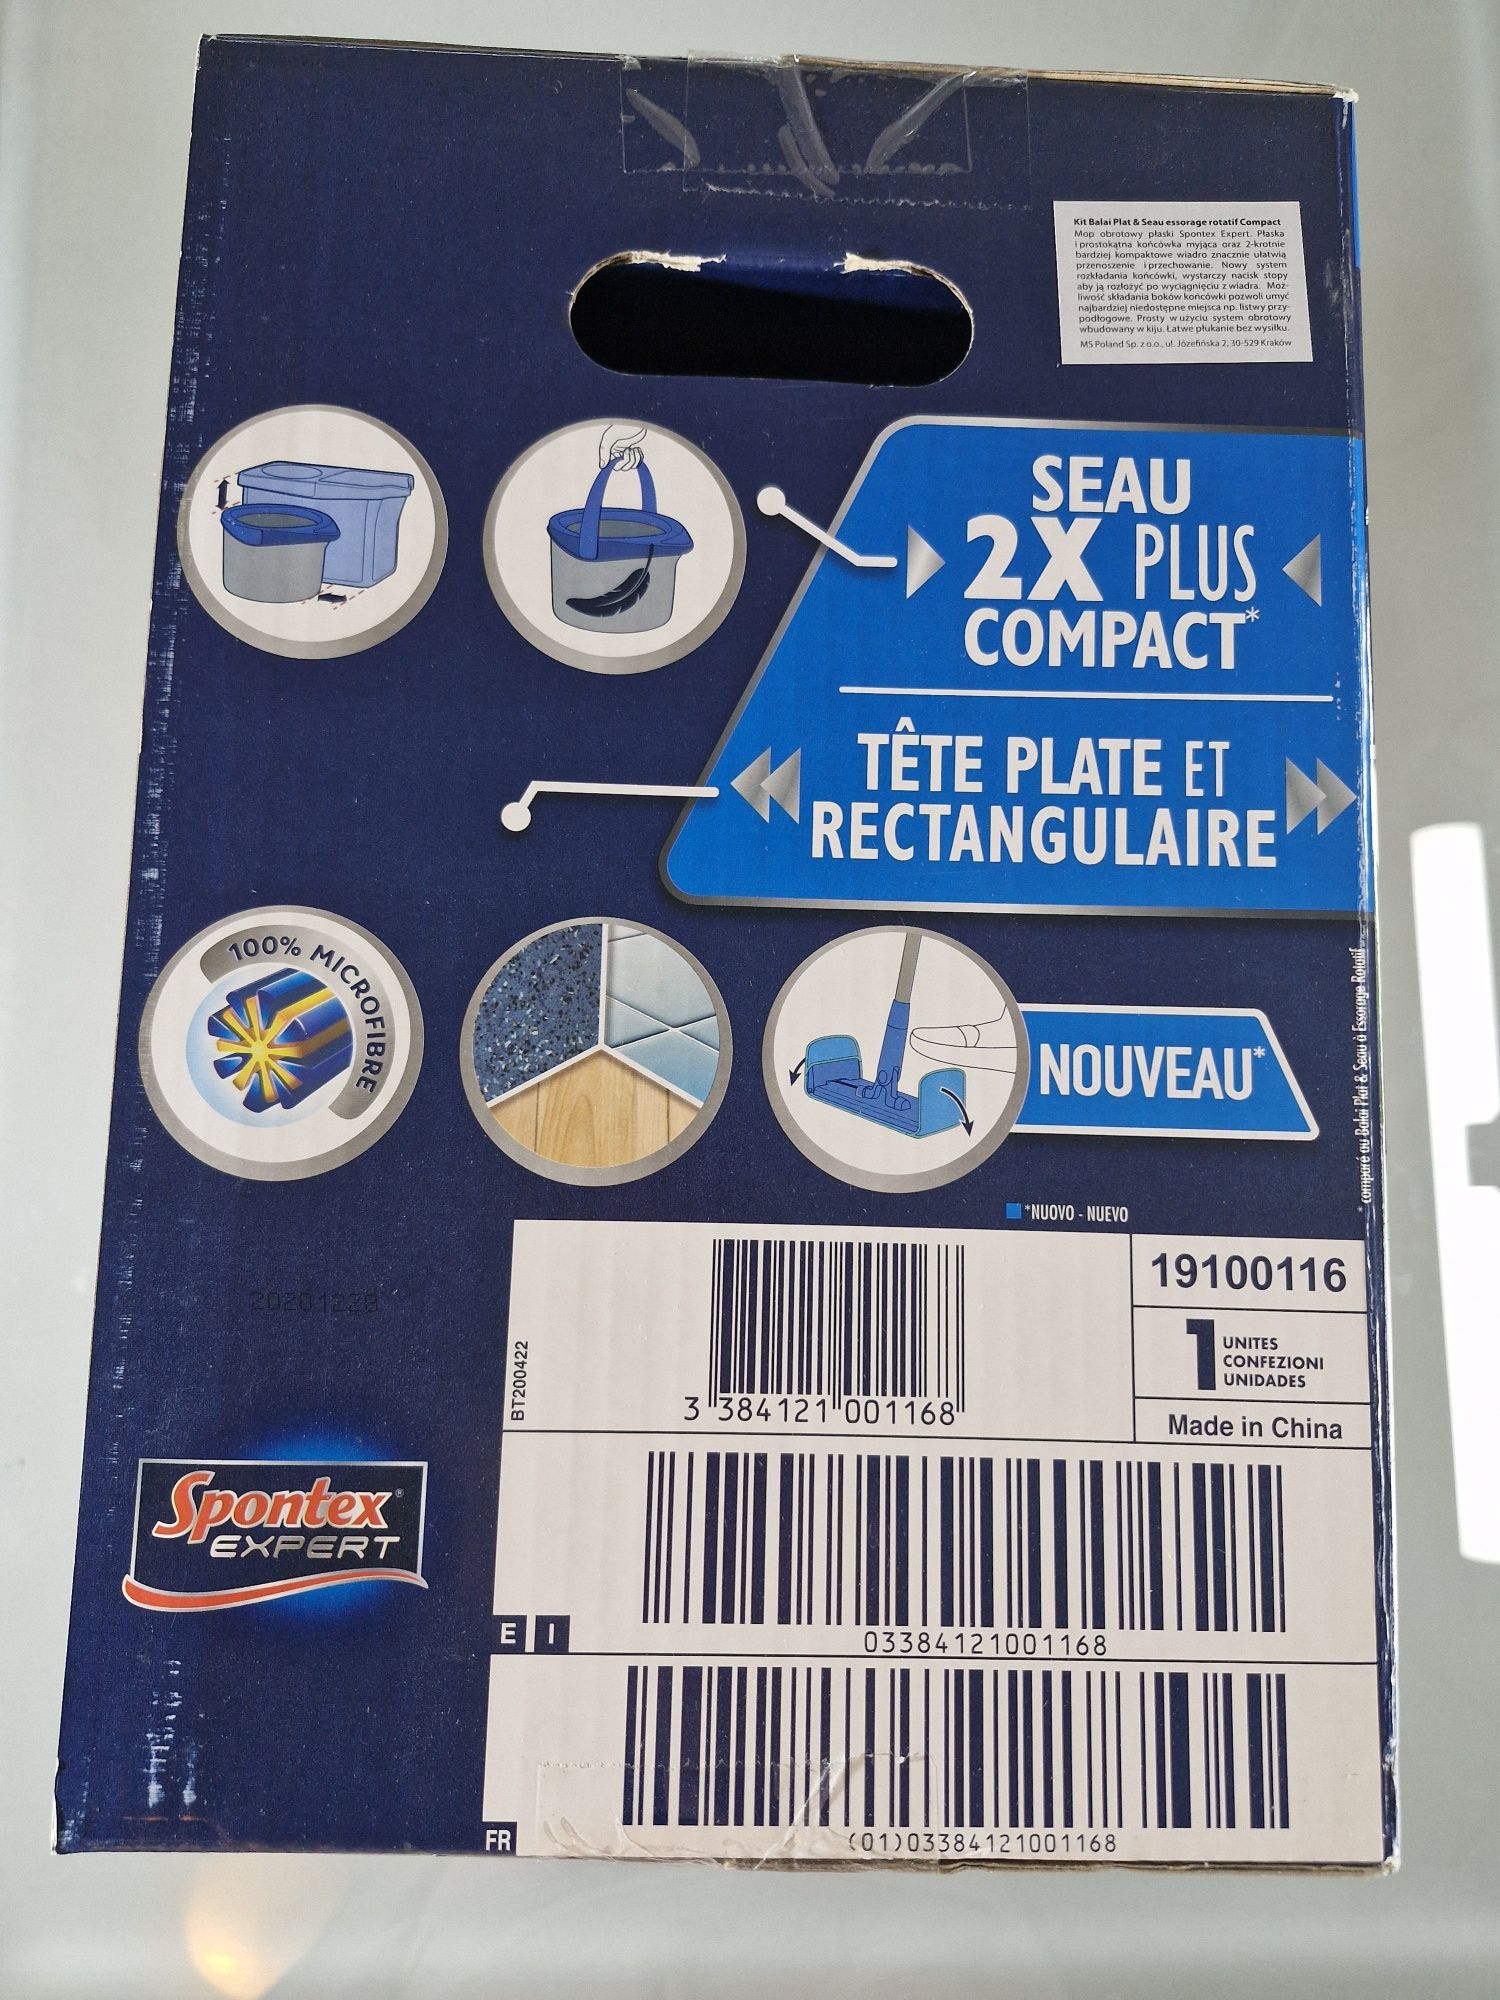 Kit Balai Plat & Seau essorage rotatif Compact
Mop obrotowy płaski Spontex Expert. Płaska
i prostokątna końcówka myjąca oraz 2-krotnie
bardziej kompaktowe wiadro znacznie ułatwią
przenoszenie i przechowanie. Nowy system
rozkładania końcówki, wystarczy nacisk stopy
aby ją rozłożyć po wyciągnięciu z wiadra. Moż-
liwość składania boków końcówki pozwoli umyć
najbardziej niedostępne miejsca np. listwy przy-
podłogowe. Prosty w użyciu system obrotowy
wbudowany w kiju. Łatwe płukanie bez wysiłku.
MS Poland Sp. z o.o., ul. Józefińska 2, 30-529 Kraków
SEAU
2X PLUS
COMPACT*
TÊTE PLATE ET
RECTANGULAIRE
100% MICROFIBRE
NOUVEAU*
* comparé au Balai Plat & Seau à Essorage Rotatif
*NUOVO - NUEVO
20201228
BT200422
3 384121 001168
19100116
1 UNITES
CONFEZIONI
UNIDADES
Made in China
Spontex®
EXPERT
E I
03384121001168
FR
(01)03384121001168